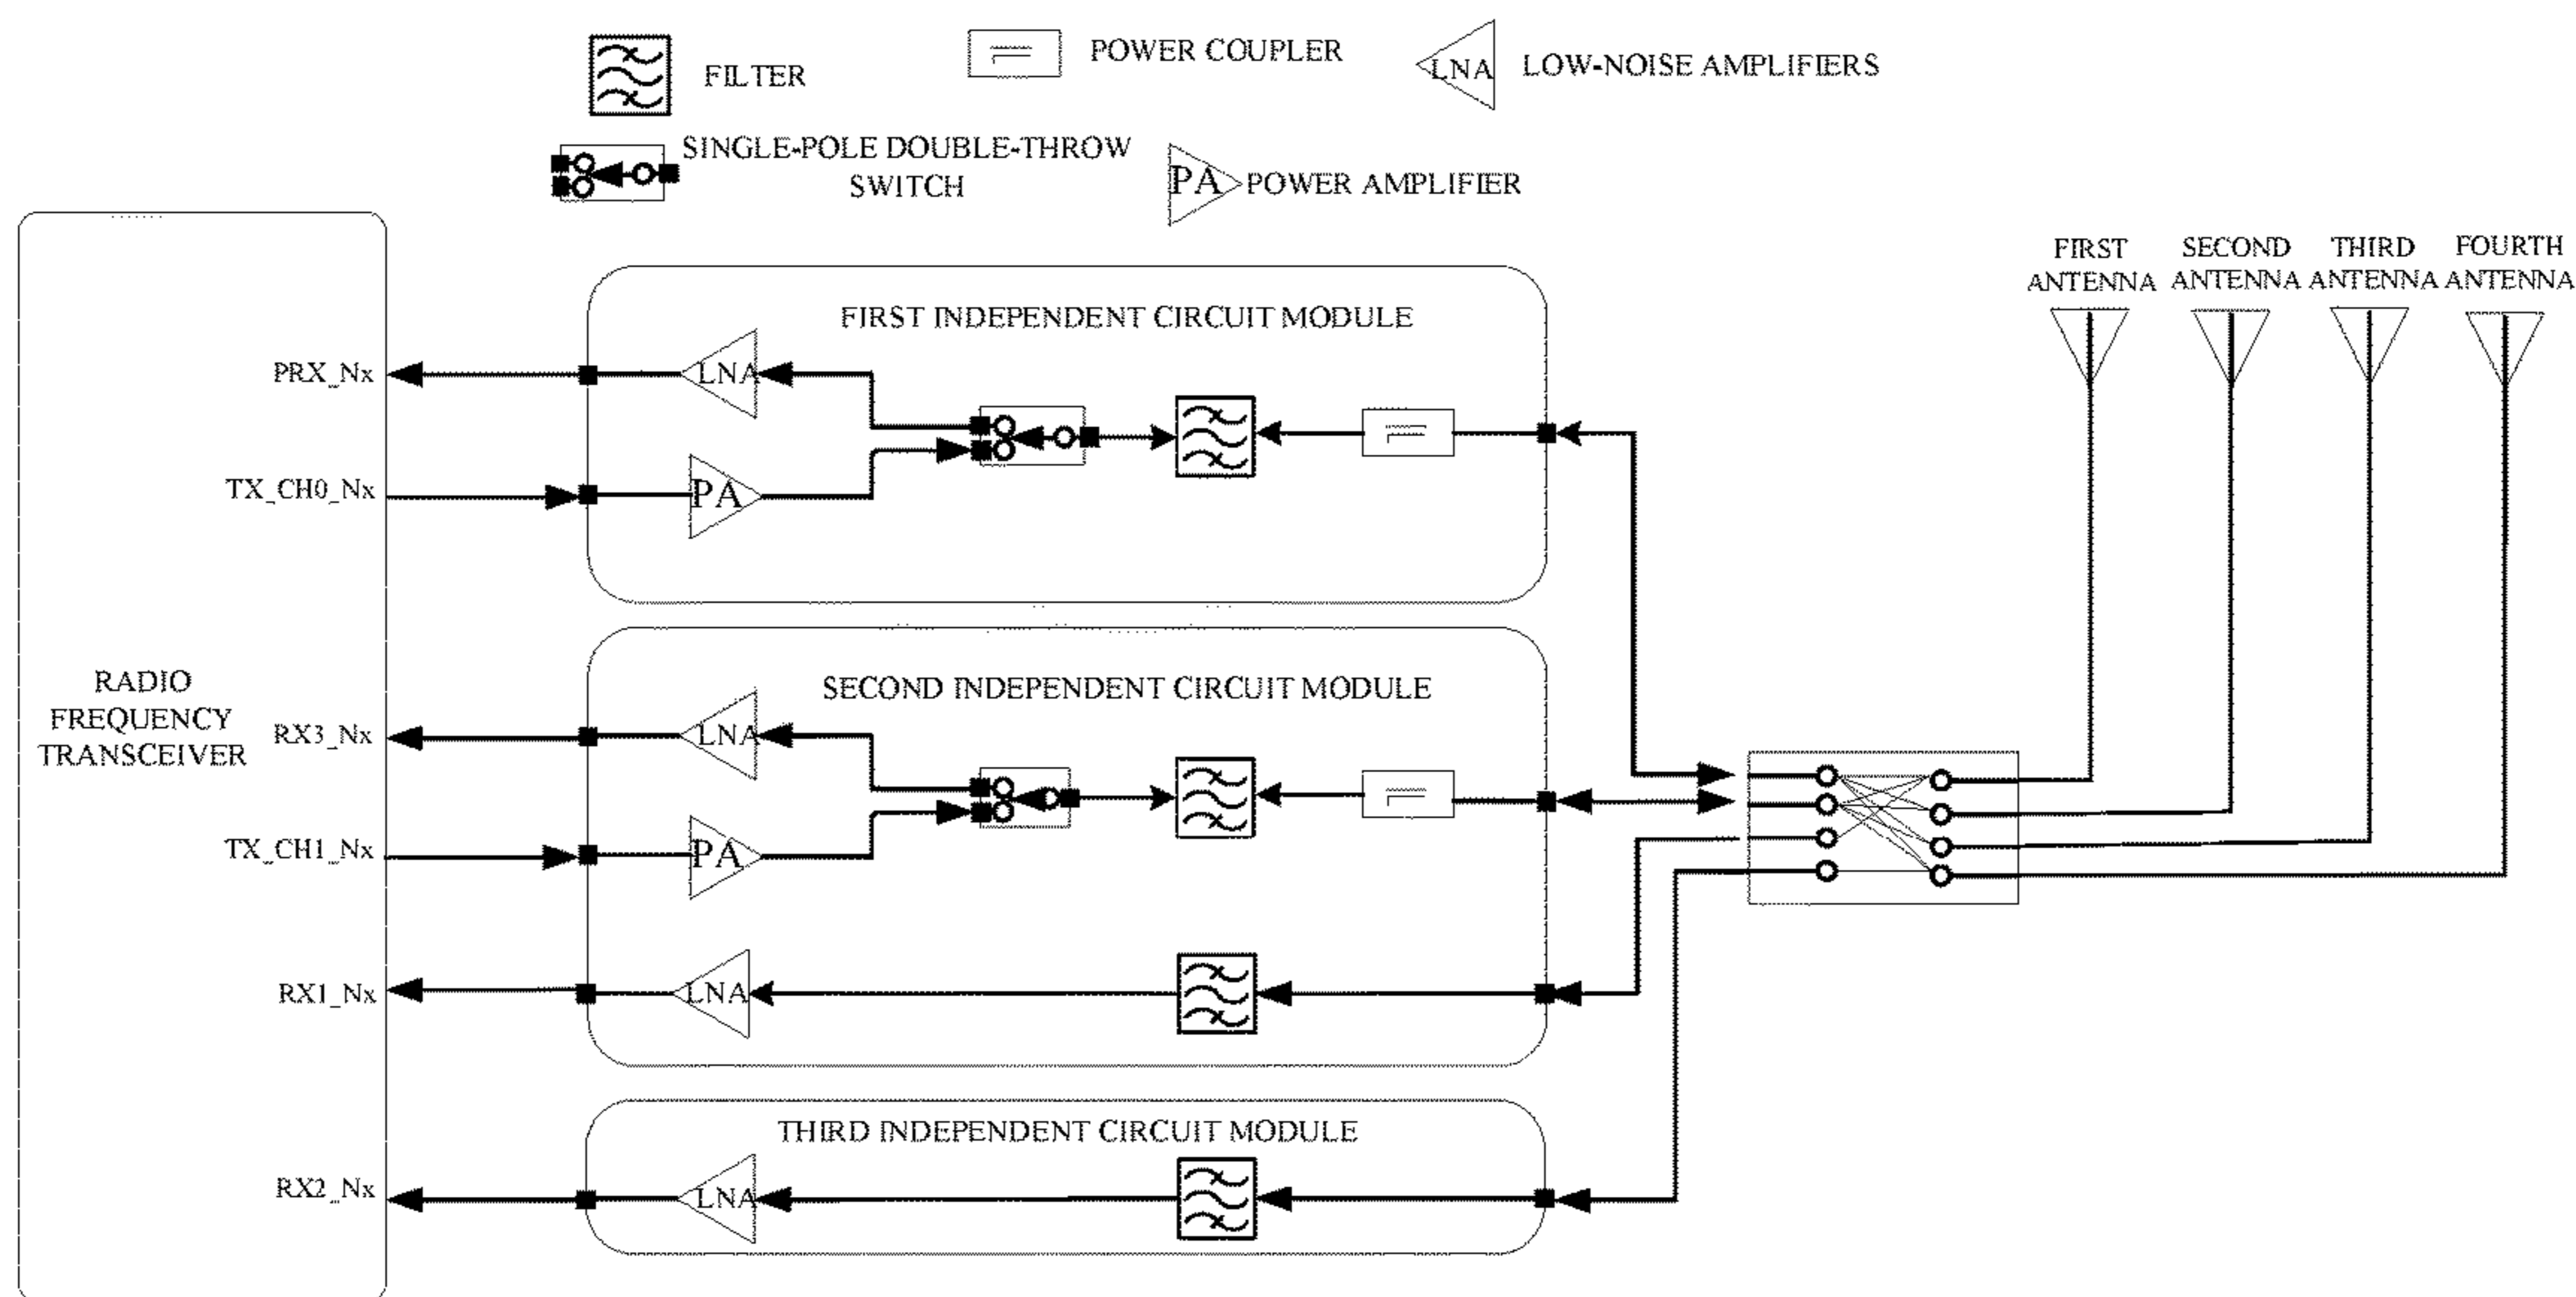 FILTER
POWER COUPLER
LNA
LOW-NOISE AMPLIFIERS
SINGLE-POLE DOUBLE-THROW
SWITCH
PA
POWER AMPLIFIER
FIRST
ANTENNA
SECOND
ANTENNA
THIRD
ANTENNA
FOURTH
ANTENNA
FIRST INDEPENDENT CIRCUIT MODULE
PRX_Nx
LNA
TX_CH0_Nx
PA
RADIO
FREQUENCY
TRANSCEIVER
SECOND INDEPENDENT CIRCUIT MODULE
RX3_Nx
LNA
TX_CH1_Nx
PA
RX1_Nx
LNA
THIRD INDEPENDENT CIRCUIT MODULE
RX2_Nx
LNA